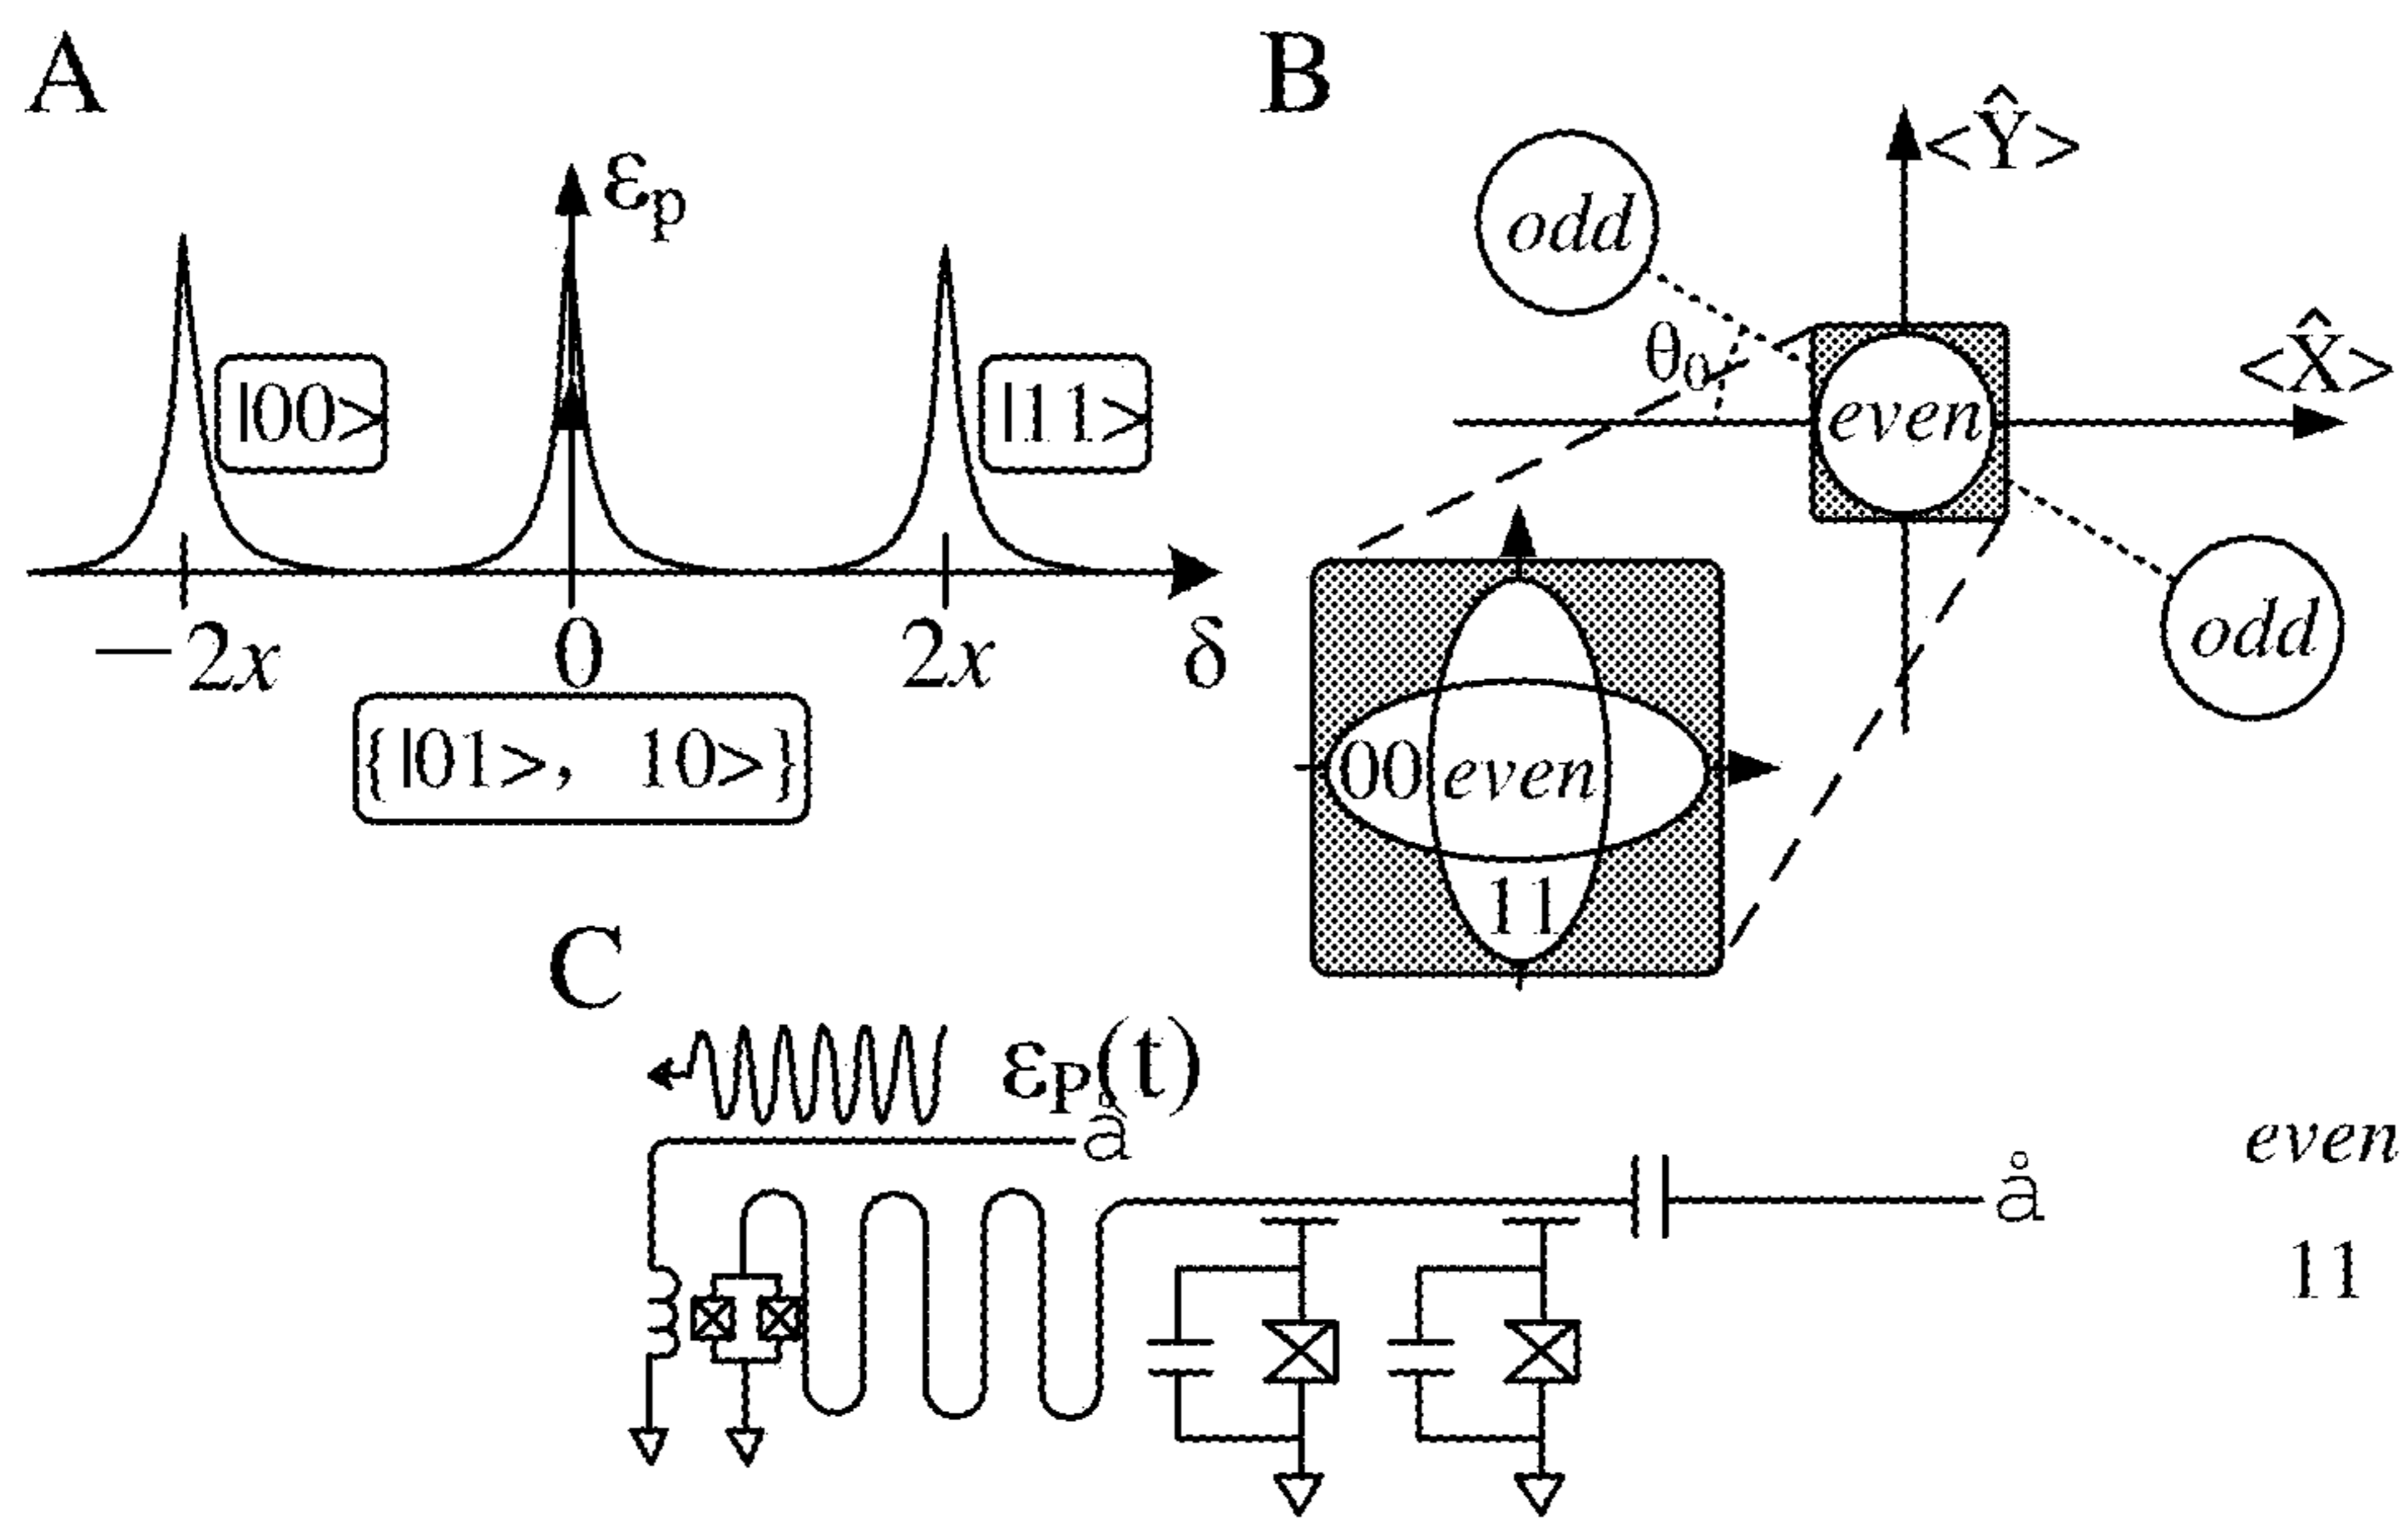 A
εp
|00>
|11>
−2x
0
2x
δ
{|01>, 10>}
B
<Ŷ>
odd
θ0
<X̂>
even
odd
00
even
11
C
εP(t)
å
even
å
11